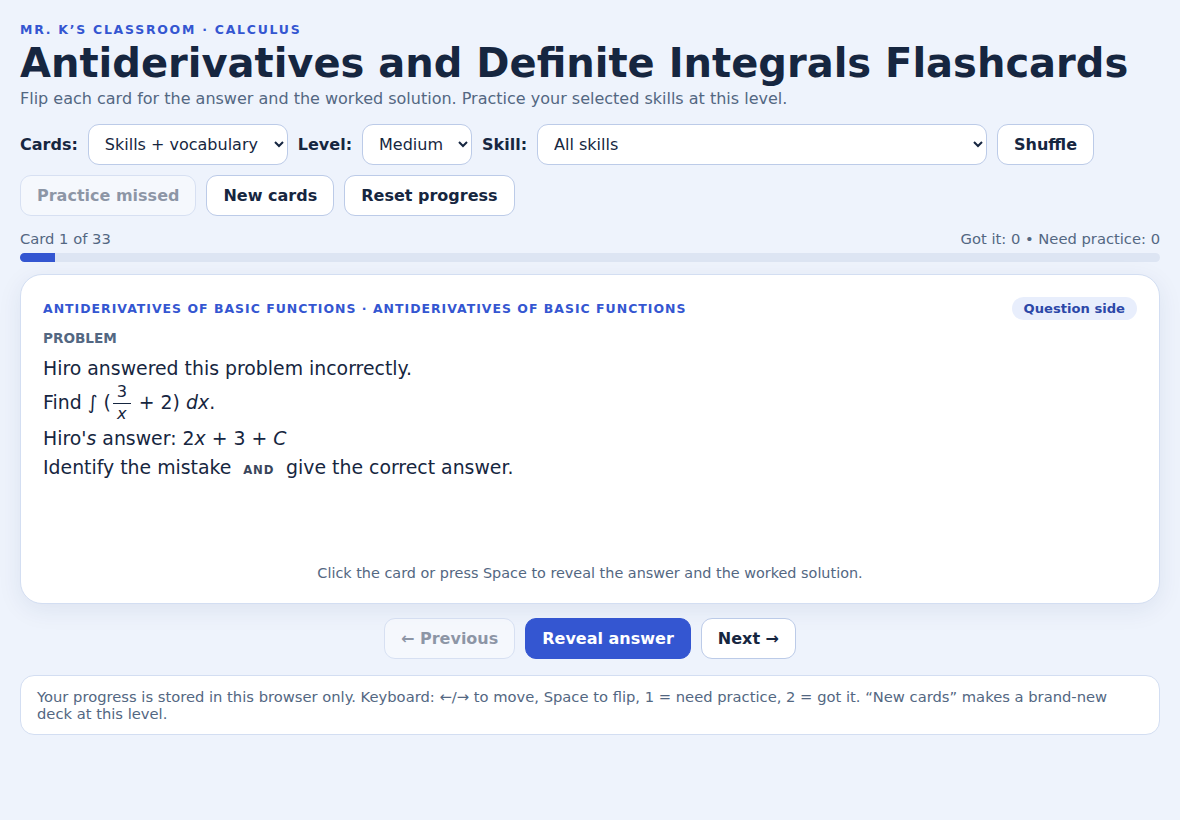 MR. K'S CLASSROOM · CALCULUS
Antiderivatives and Definite Integrals Flashcards
Flip each card for the answer and the worked solution. Practice your selected skills at this level.
Cards: Skills + vocabulary Level: Medium Skill: All skills Shuffle
Practice missed New cards Reset progress
Card 1 of 33 Got it: 0 • Need practice: 0
ANTIDERIVATIVES OF BASIC FUNCTIONS · ANTIDERIVATIVES OF BASIC FUNCTIONS Question side
PROBLEM
Hiro answered this problem incorrectly.
Find ∫ (3/x + 2) dx.
Hiro's answer: 2x + 3 + C
Identify the mistake AND give the correct answer.
Click the card or press Space to reveal the answer and the worked solution.
← Previous Reveal answer Next →
Your progress is stored in this browser only. Keyboard: ←/→ to move, Space to flip, 1 = need practice, 2 = got it. “New cards” makes a brand-new
deck at this level.